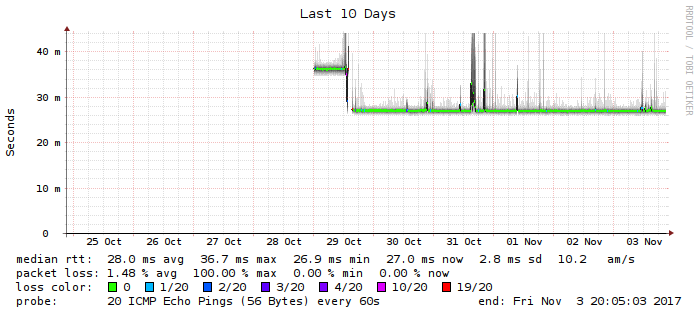 Last 10 Days
RRDTOOL / TOBI OETIKER
Seconds
40 m
30 m
20 m
10 m
0
25 Oct 26 Oct 27 Oct 28 Oct 29 Oct 30 Oct 31 Oct 01 Nov 02 Nov 03 Nov
median rtt: 28.0 ms avg 36.7 ms max 26.9 ms min 27.0 ms now 2.8 ms sd 10.2 am/s
packet loss: 1.48 % avg 100.00 % max 0.00 % min 0.00 % now
loss color: 0 1/20 2/20 3/20 4/20 10/20 19/20
probe: 20 ICMP Echo Pings (56 Bytes) every 60s end: Fri Nov 3 20:05:03 2017